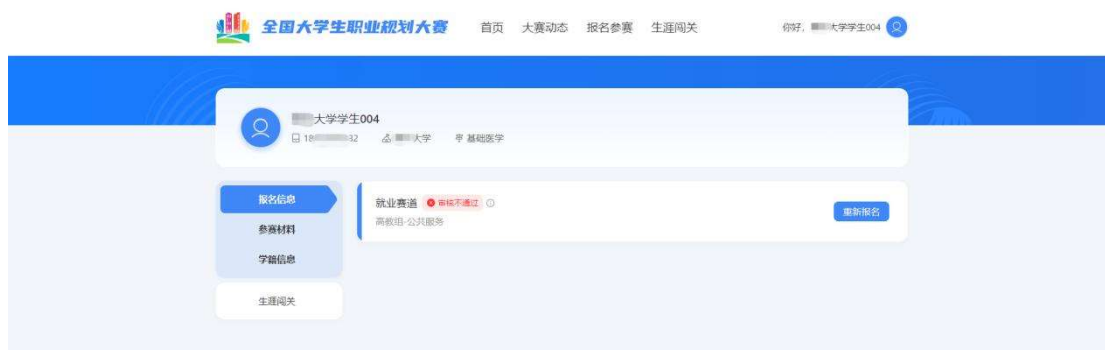 全国大学生职业规划大赛 首页 大赛动态 报名参赛 生涯闯关 你好，大学学生004
大学学生004
18 32 大学 基础医学
报名信息
就业赛道 审核不通过
重新报名
高教组-公共服务
参赛材料
学籍信息
生涯闯关